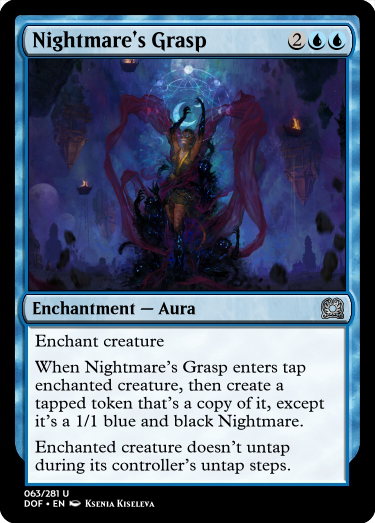 Nightmare's Grasp 2
Enchantment — Aura
Enchant creature
When Nightmare's Grasp enters tap
enchanted creature, then create a
tapped token that's a copy of it, except
it's a 1/1 blue and black Nightmare.
Enchanted creature doesn't untap
during its controller's untap steps.
063/281 U
DOF • EN Ksenia Kiseleva